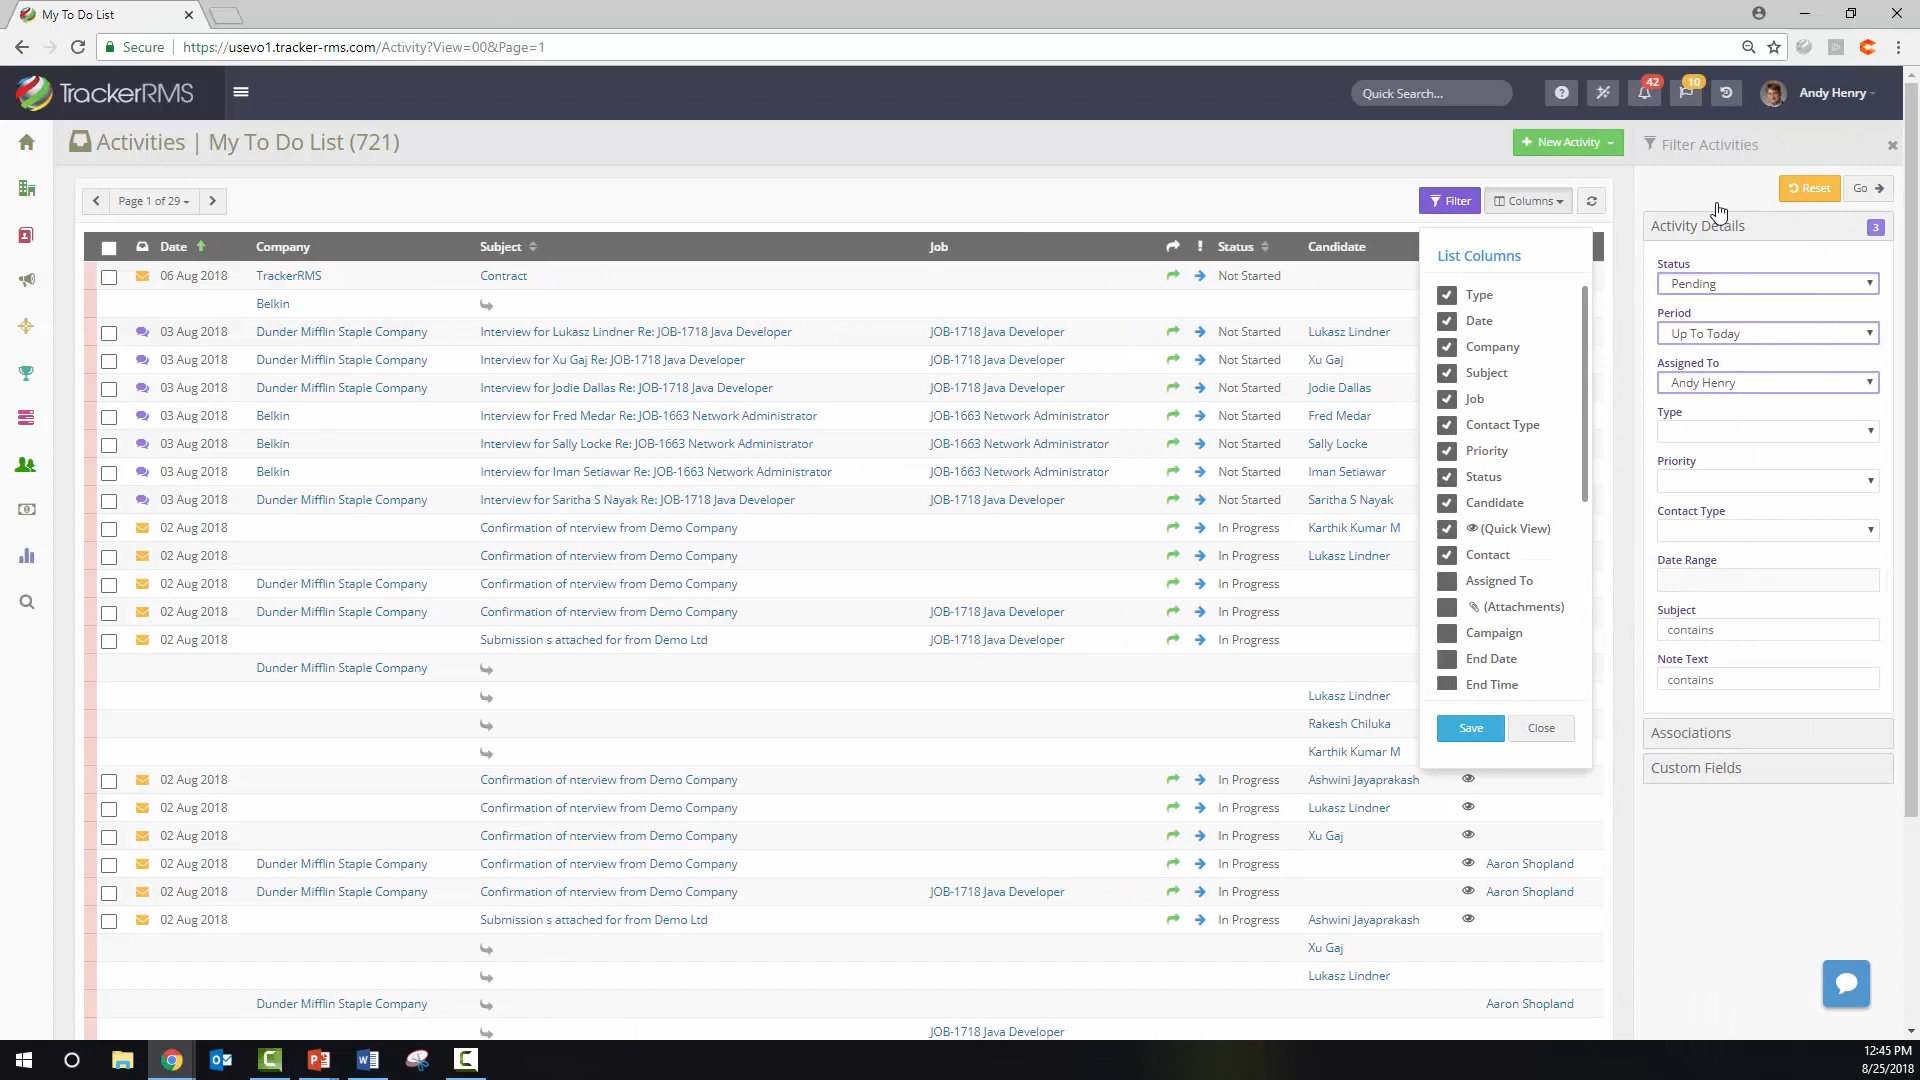 My To Do List
Secure https://usevo1.tracker-rms.com/Activity?View=00&Page=1
TrackerRMS
Quick Search...
42
10
Andy Henry
Activities | My To Do List (721)
New Activity
Filter Activities
Page 1 of 29
Filter
Columns
Reset
Go
Date Company Subject Job Status Candidate
06 Aug 2018 TrackerRMS Contract Not Started
Belkin
03 Aug 2018 Dunder Mifflin Staple Company Interview for Lukasz Lindner Re: JOB-1718 Java Developer JOB-1718 Java Developer Not Started Lukasz Lindner
03 Aug 2018 Dunder Mifflin Staple Company Interview for Xu Gaj Re: JOB-1718 Java Developer JOB-1718 Java Developer Not Started Xu Gaj
03 Aug 2018 Dunder Mifflin Staple Company Interview for Jodie Dallas Re: JOB-1718 Java Developer JOB-1718 Java Developer Not Started Jodie Dallas
03 Aug 2018 Belkin Interview for Fred Medar Re: JOB-1663 Network Administrator JOB-1663 Network Administrator Not Started Fred Medar
03 Aug 2018 Belkin Interview for Sally Locke Re: JOB-1663 Network Administrator JOB-1663 Network Administrator Not Started Sally Locke
03 Aug 2018 Belkin Interview for Iman Setiawar Re: JOB-1663 Network Administrator JOB-1663 Network Administrator Not Started Iman Setiawar
03 Aug 2018 Dunder Mifflin Staple Company Interview for Saritha S Nayak Re: JOB-1718 Java Developer JOB-1718 Java Developer Not Started Saritha S Nayak
02 Aug 2018 Confirmation of nterview from Demo Company In Progress Karthik Kumar M
02 Aug 2018 Confirmation of nterview from Demo Company In Progress Lukasz Lindner
02 Aug 2018 Dunder Mifflin Staple Company Confirmation of nterview from Demo Company In Progress
02 Aug 2018 Dunder Mifflin Staple Company Confirmation of nterview from Demo Company JOB-1718 Java Developer In Progress
02 Aug 2018 Submission s attached for from Demo Ltd JOB-1718 Java Developer In Progress
Dunder Mifflin Staple Company
Lukasz Lindner
Rakesh Chiluka
Karthik Kumar M
02 Aug 2018 Confirmation of nterview from Demo Company In Progress Ashwini Jayaprakash
02 Aug 2018 Confirmation of nterview from Demo Company In Progress Lukasz Lindner
02 Aug 2018 Confirmation of nterview from Demo Company In Progress Xu Gaj
02 Aug 2018 Dunder Mifflin Staple Company Confirmation of nterview from Demo Company In Progress Aaron Shopland
02 Aug 2018 Dunder Mifflin Staple Company Confirmation of nterview from Demo Company JOB-1718 Java Developer In Progress Aaron Shopland
02 Aug 2018 Submission s attached for from Demo Ltd In Progress Ashwini Jayaprakash
Xu Gaj
Lukasz Lindner
Dunder Mifflin Staple Company Aaron Shopland
JOB-1718 Java Developer
List Columns
Type
Date
Company
Subject
Job
Contact Type
Priority
Status
Candidate
(Quick View)
Contact
Assigned To
(Attachments)
Campaign
End Date
End Time
Save
Close
Activity Details 3
Status
Pending
Period
Up To Today
Assigned To
Andy Henry
Type
Priority
Contact Type
Date Range
Subject
contains
Note Text
contains
Associations
Custom Fields
12:45 PM
8/25/2018